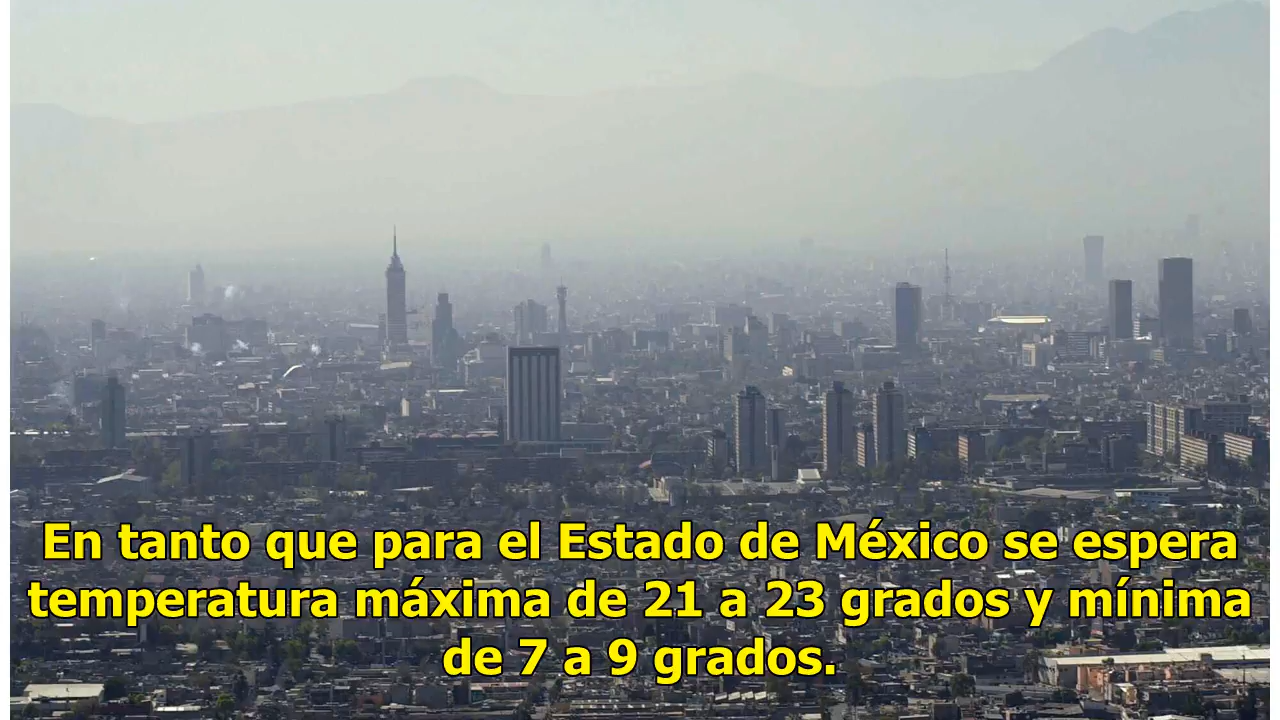 En tanto que para el Estado de México se espera
temperatura máxima de 21 a 23 grados y mínima
de 7 a 9 grados.